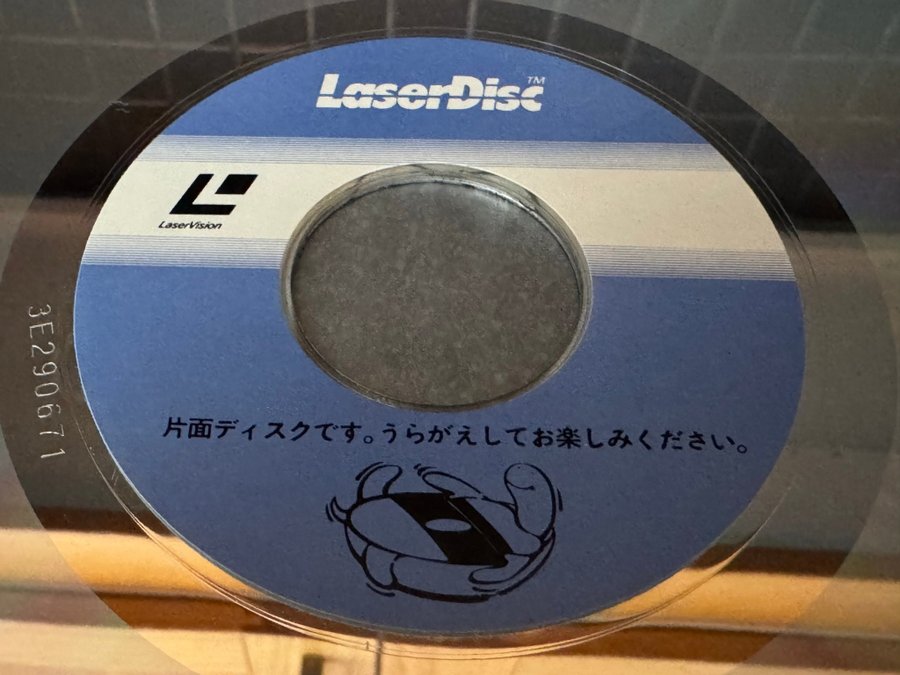 LaserDisc™
LaserVision
3E290671
片面ディスクです。うらがえしてお楽しみください。